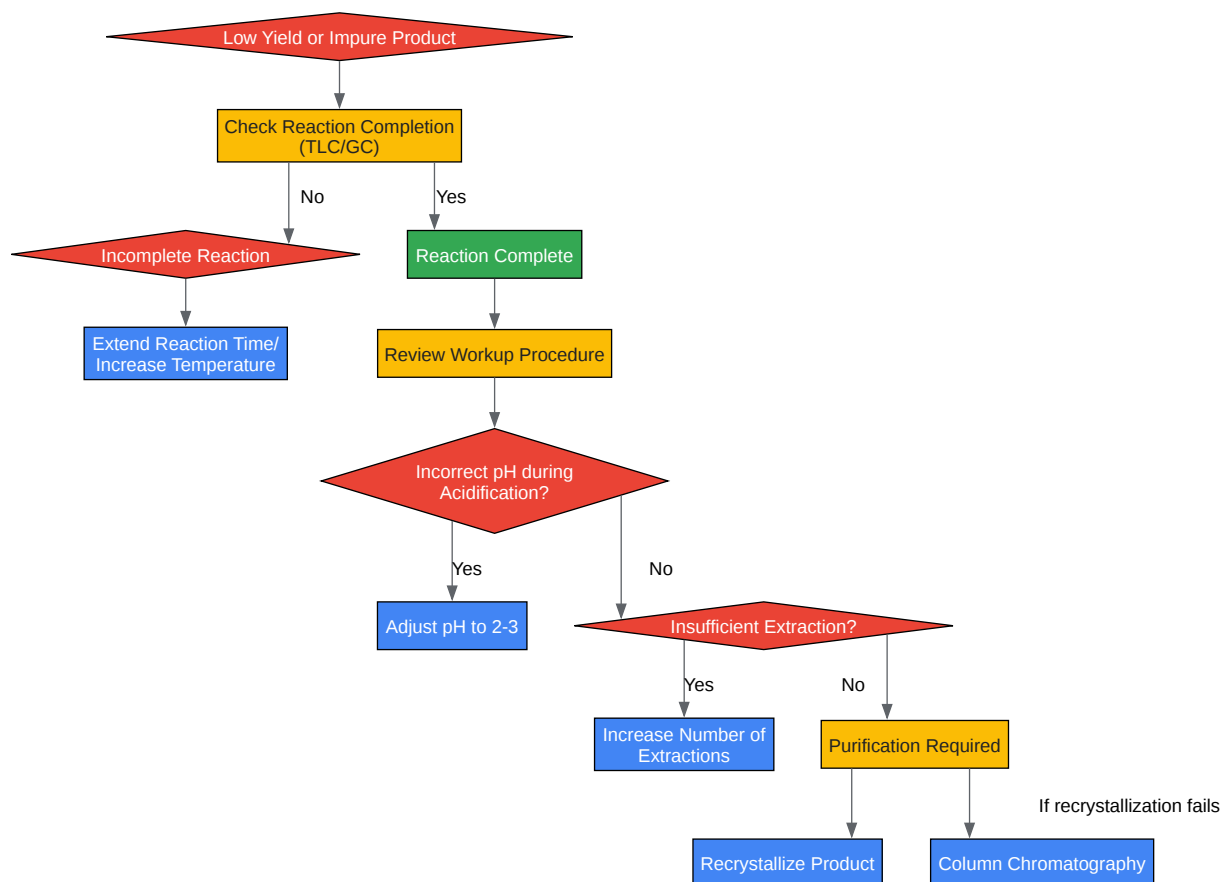 Low Yield or Impure Product
Check Reaction Completion
(TLC/GC)
No
Yes
Incomplete Reaction
Reaction Complete
Extend Reaction Time/
Increase Temperature
Review Workup Procedure
Incorrect pH during
Acidification?
Yes
No
Adjust pH to 2-3
Insufficient Extraction?
Yes
No
Increase Number of
Extractions
Purification Required
If recrystallization fails
Recrystallize Product
Column Chromatography